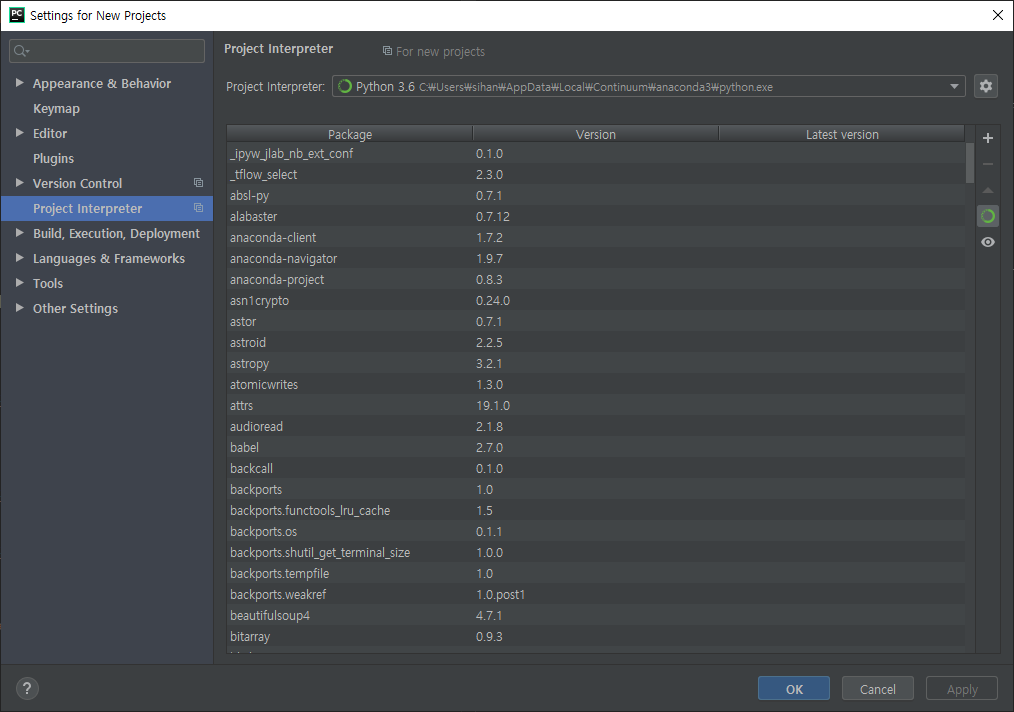 PC
Settings for New Projects
Appearance & Behavior
Keymap
Editor
Plugins
Version Control
Project Interpreter
Build, Execution, Deployment
Languages & Frameworks
Tools
Other Settings
Project Interpreter For new projects
Project Interpreter: Python 3.6 C:₩Users₩sihan₩AppData₩Local₩Continuum₩anaconda3₩python.exe
Package Version Latest version
_ipyw_jlab_nb_ext_conf 0.1.0
_tflow_select 2.3.0
absl-py 0.7.1
alabaster 0.7.12
anaconda-client 1.7.2
anaconda-navigator 1.9.7
anaconda-project 0.8.3
asn1crypto 0.24.0
astor 0.7.1
astroid 2.2.5
astropy 3.2.1
atomicwrites 1.3.0
attrs 19.1.0
audioread 2.1.8
babel 2.7.0
backcall 0.1.0
backports 1.0
backports.functools_lru_cache 1.5
backports.os 0.1.1
backports.shutil_get_terminal_size 1.0.0
backports.tempfile 1.0
backports.weakref 1.0.post1
beautifulsoup4 4.7.1
bitarray 0.9.3
? OK Cancel Apply